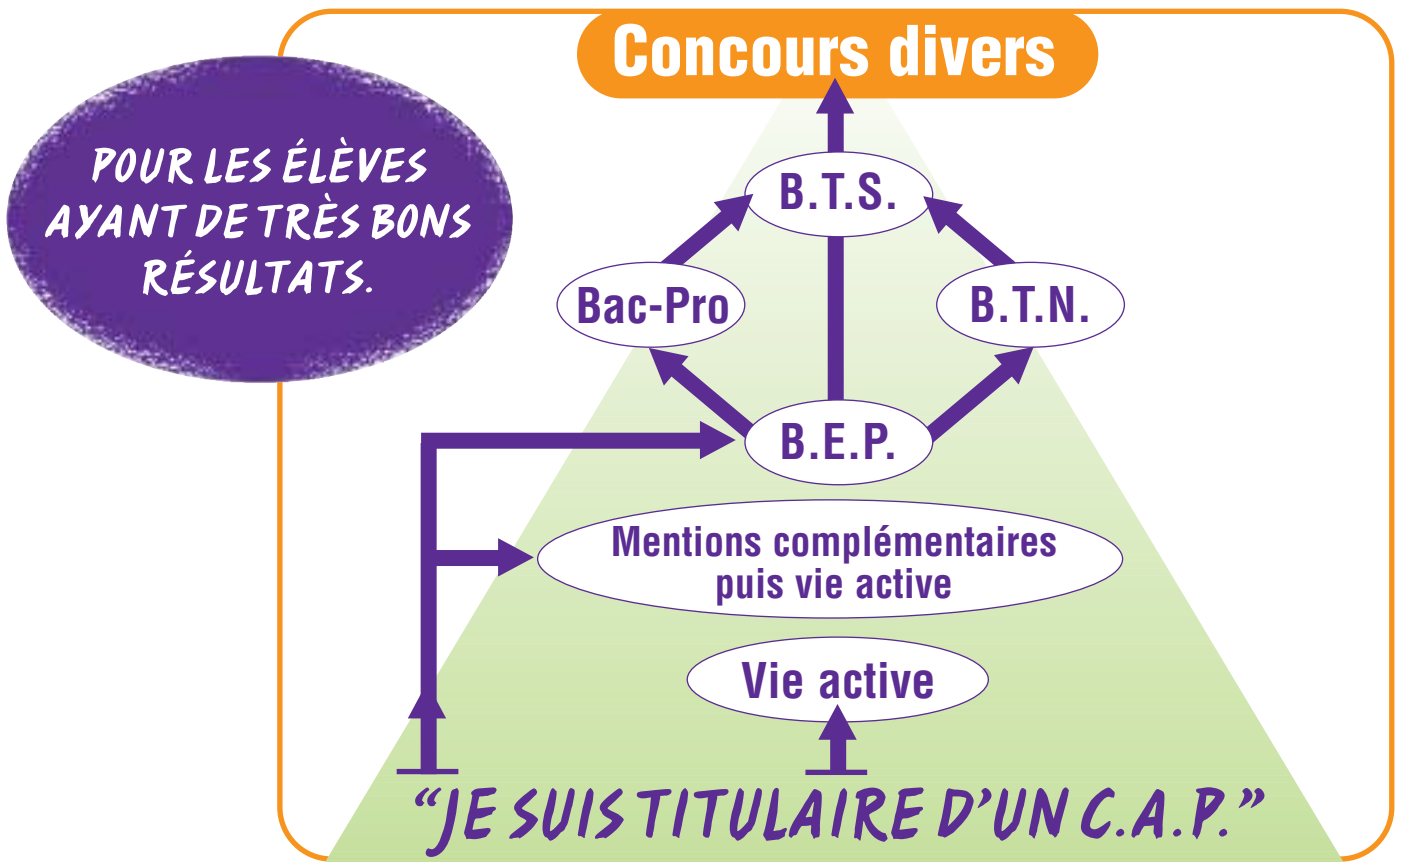 Concours divers
POUR LES ÉLÈVES
AYANT DE TRÈS BONS
RÉSULTATS.
B.T.S.
Bac-Pro
B.T.N.
B.E.P.
Mentions complémentaires
puis vie active
Vie active
“JE SUIS TITULAIRE D’UN C.A.P.”